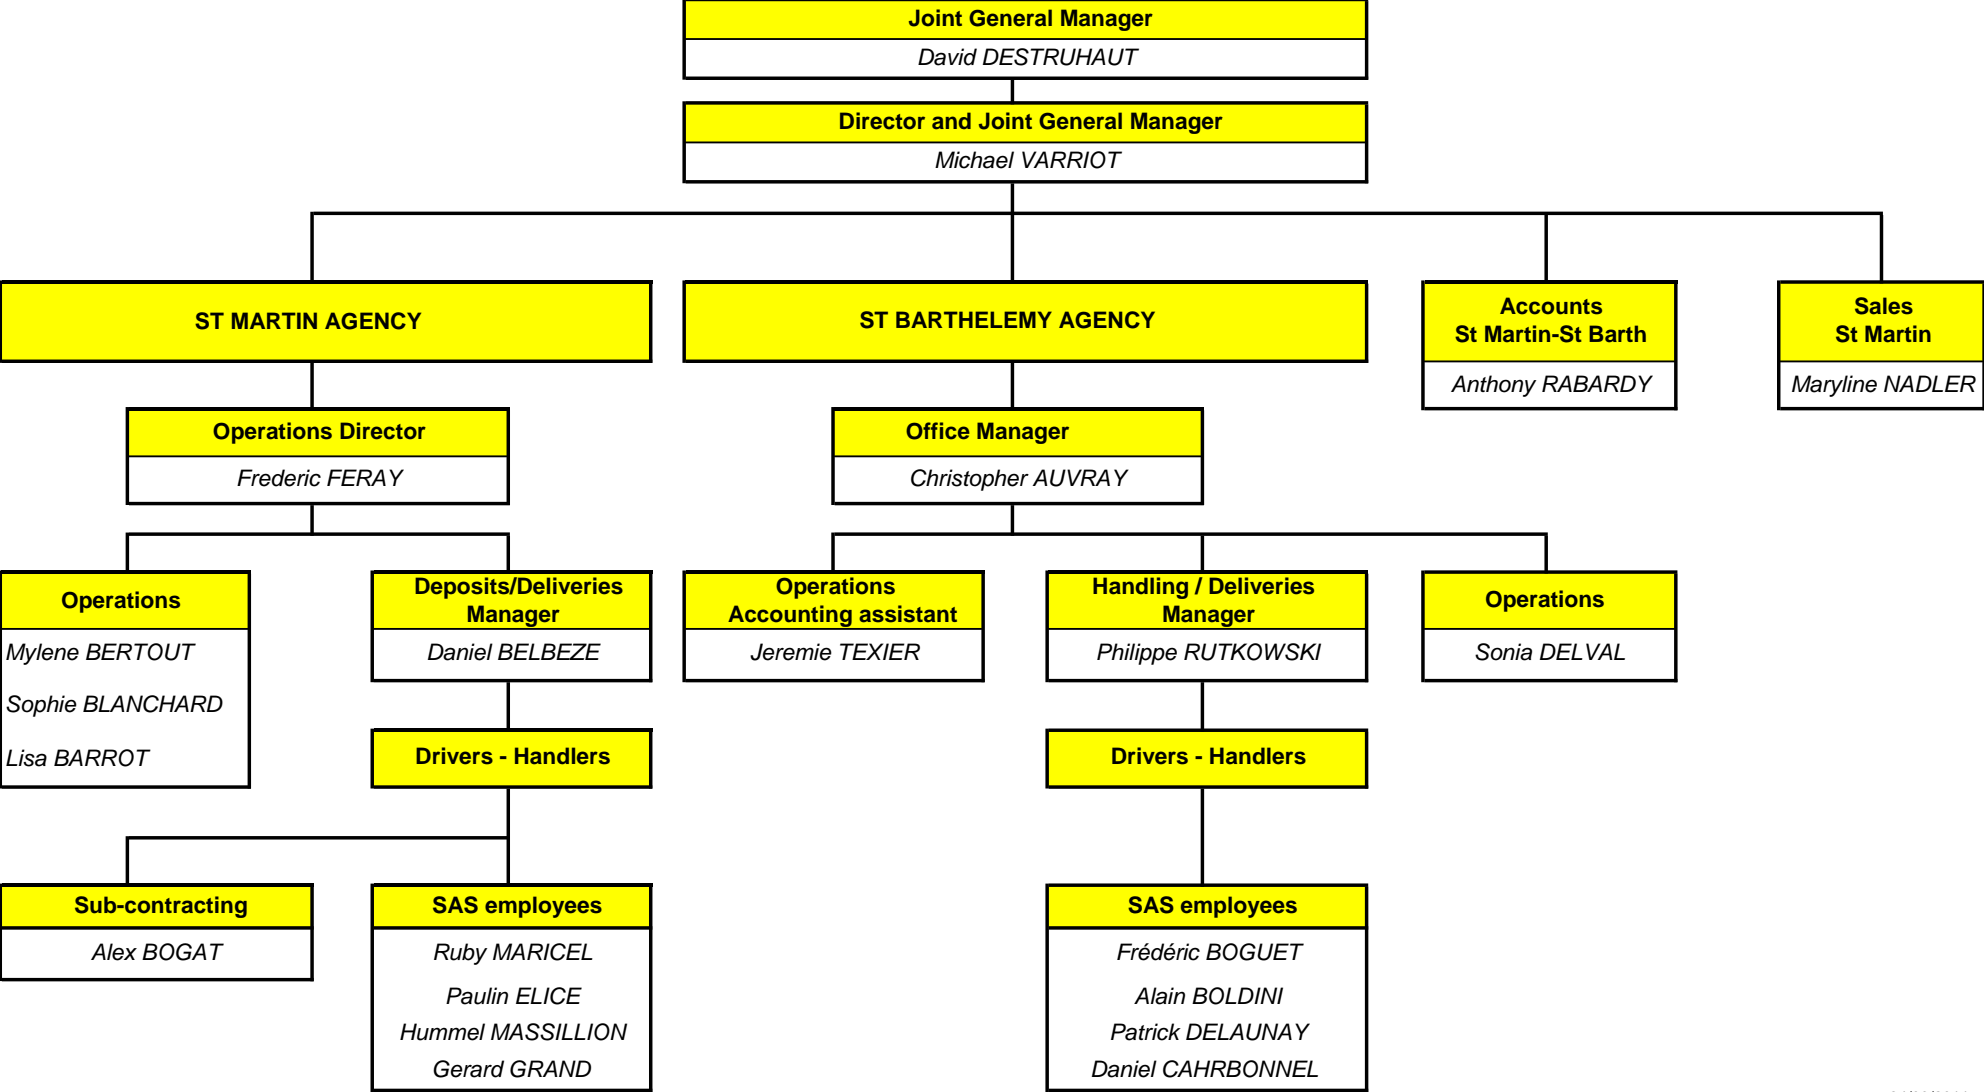 Joint General Manager
David DESTRUHAUT
Director and Joint General Manager
Michael VARRIOT
ST MARTIN AGENCY
ST BARTHELEMY AGENCY
Accounts
St Martin-St Barth
Anthony RABARDY
Sales
St Martin
Maryline NADLER
Operations Director
Frederic FERAY
Office Manager
Christopher AUVRAY
Operations
Mylene BERTOUT
Sophie BLANCHARD
Lisa BARROT
Deposits/Deliveries
Manager
Daniel BELBEZE
Operations
Accounting assistant
Jeremie TEXIER
Handling / Deliveries
Manager
Philippe RUTKOWSKI
Operations
Sonia DELVAL
Drivers - Handlers
Drivers - Handlers
Sub-contracting
Alex BOGAT
SAS employees
Ruby MARICEL
Paulin ELICE
Hummel MASSILLION
Gerard GRAND
SAS employees
Frédéric BOGUET
Alain BOLDINI
Patrick DELAUNAY
Daniel CAHRBONNEL